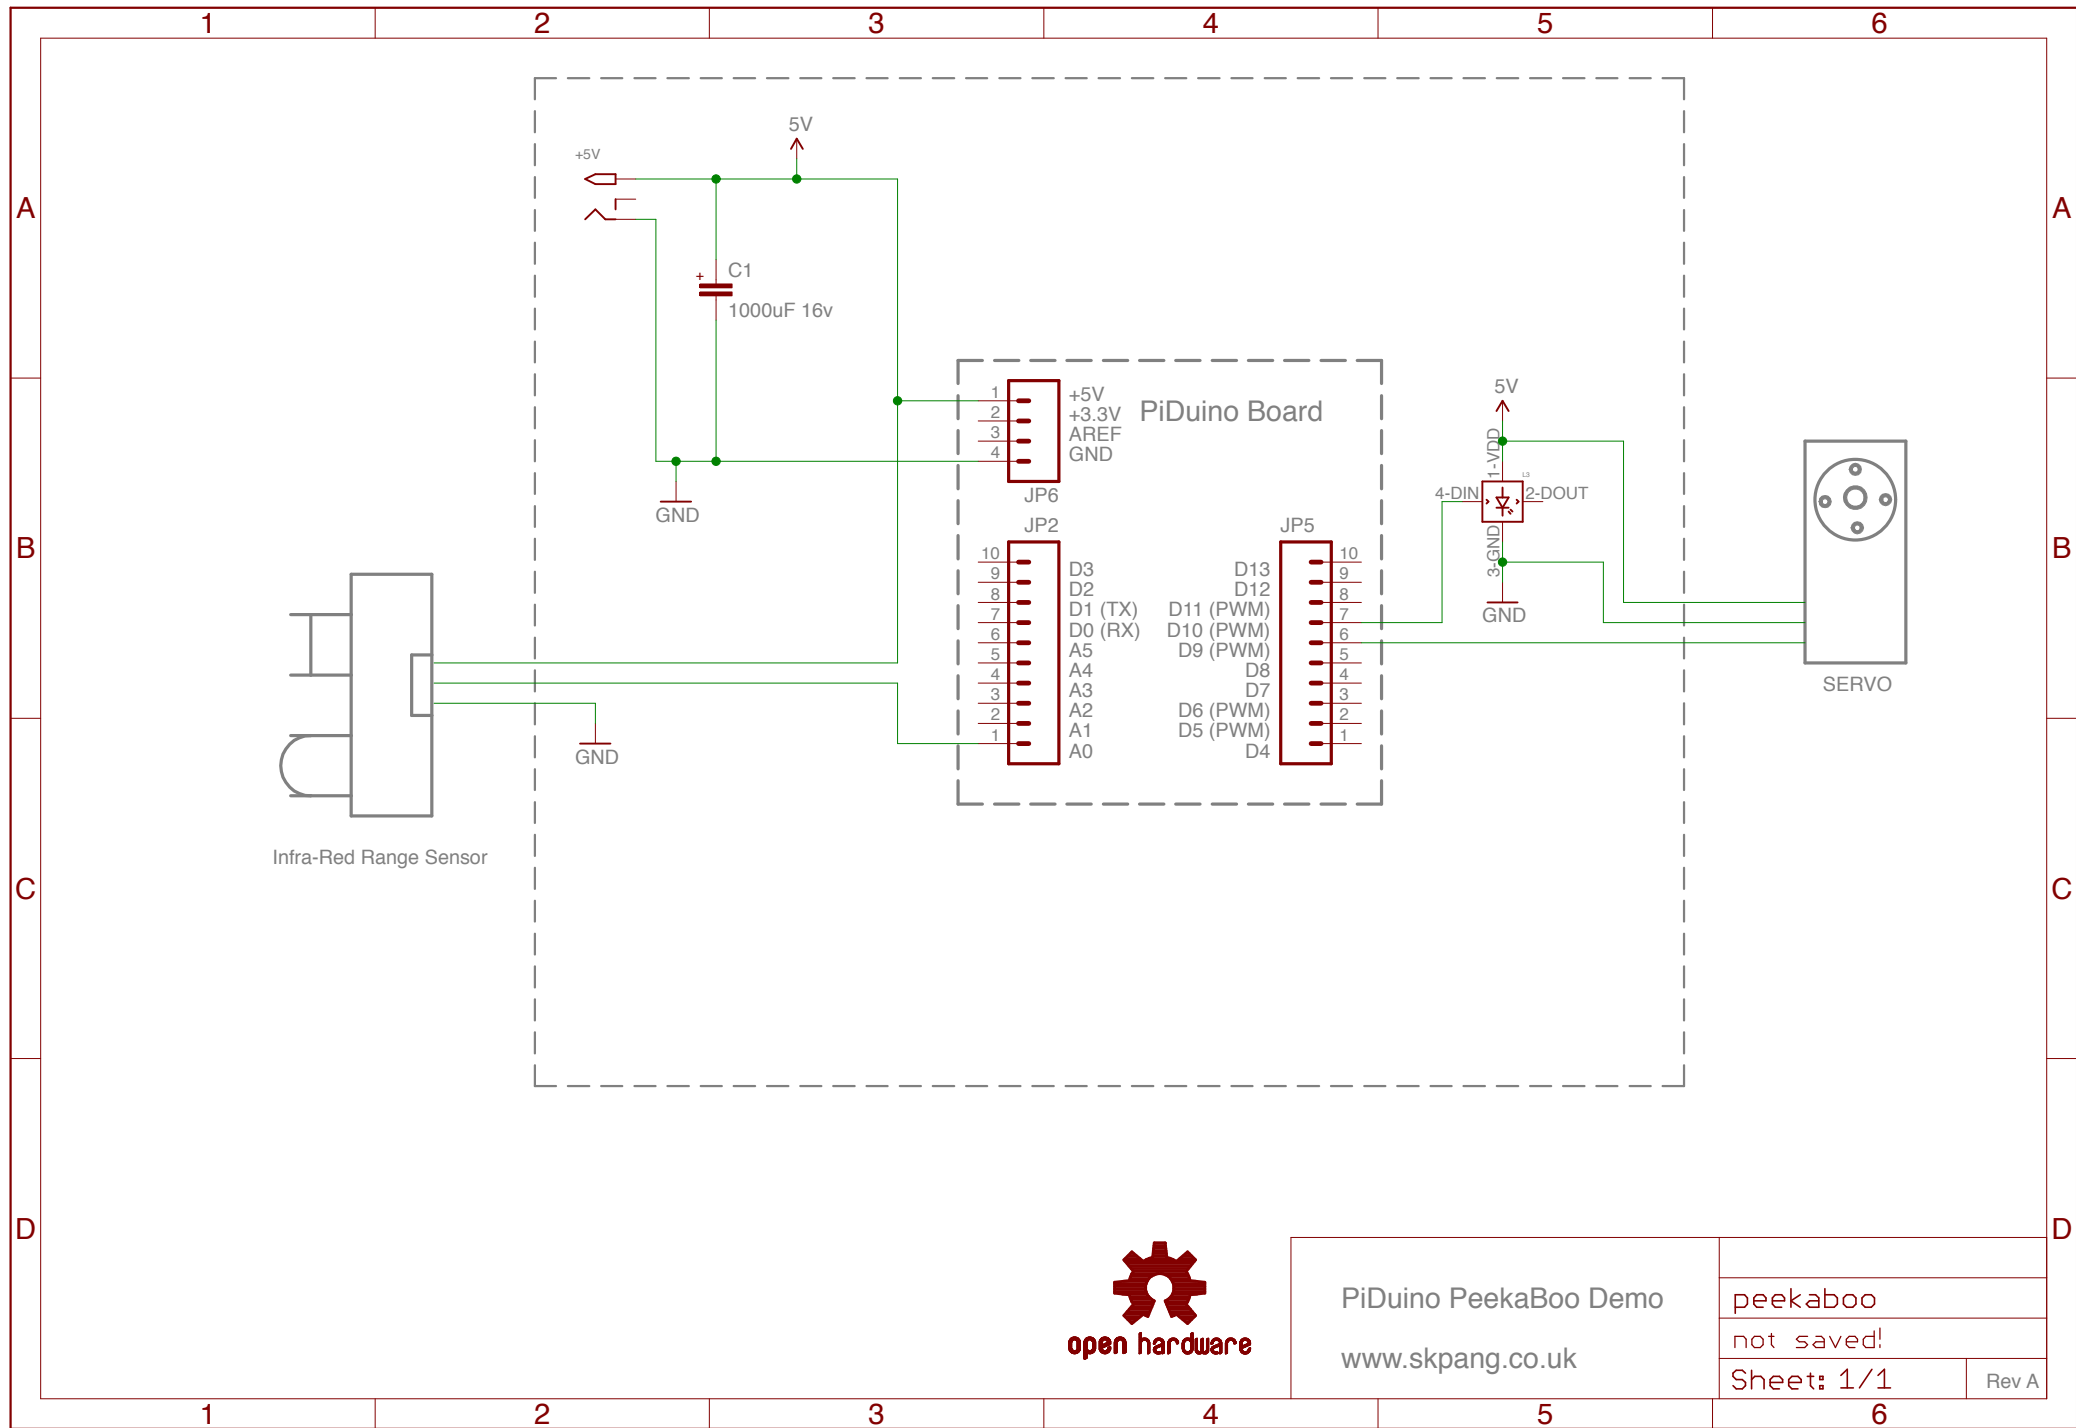 1 2 3 4 5 6
A A
B B
C C
D D
+5V
5V
+
C1
1000uF 16v
GND
PiDuino Board
1 +5V
2 +3.3V
3 AREF
4 GND
JP6
JP2
10 D3
9 D2
8 D1 (TX)
7 D0 (RX)
6 A5
5 A4
4 A3
3 A2
2 A1
1 A0
JP5
D13 10
D12 9
D11 (PWM) 8
D10 (PWM) 7
D9 (PWM) 6
D8 5
D7 4
D6 (PWM) 3
D5 (PWM) 2
D4 1
5V
1-VDD
L3
4-DIN 2-DOUT
3-GND
GND
SERVO
GND
Infra-Red Range Sensor
open hardware
PiDuino PeekaBoo Demo
www.skpang.co.uk
peekaboo
not saved!
Sheet: 1/1 Rev A
1 2 3 4 5 6